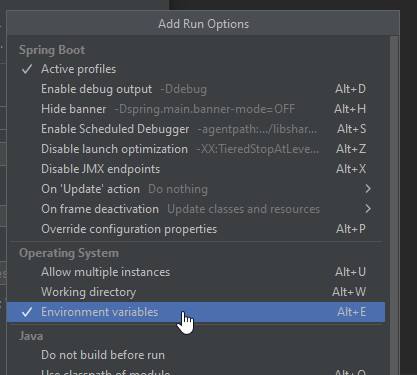 Add Run Options
Spring Boot
Active profiles
Enable debug output -Ddebug Alt+D
Hide banner -Dspring.main.banner-mode=OFF Alt+H
Enable Scheduled Debugger -agentpath:.../libshar... Alt+S
Disable launch optimization -XX:TieredStopAtLeve... Alt+Z
Disable JMX endpoints Alt+X
On 'Update' action Do nothing
On frame deactivation Update classes and resources
Override configuration properties Alt+P
Operating System
Allow multiple instances Alt+U
Working directory Alt+W
Environment variables Alt+E
Java
Do not build before run
Use classpath of module Alt+O